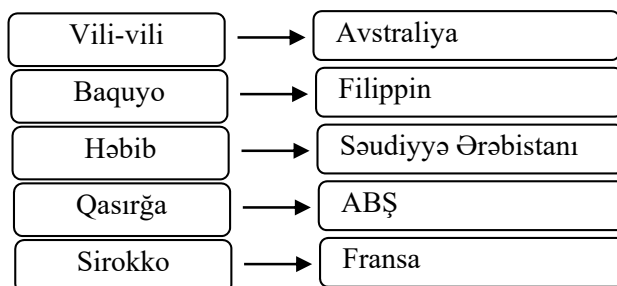 Vili-vili Avstraliya
Baquyo Filippin
Həbib Səudiyyə Ərəbistanı
Qasırğa ABŞ
Sirokko Fransa